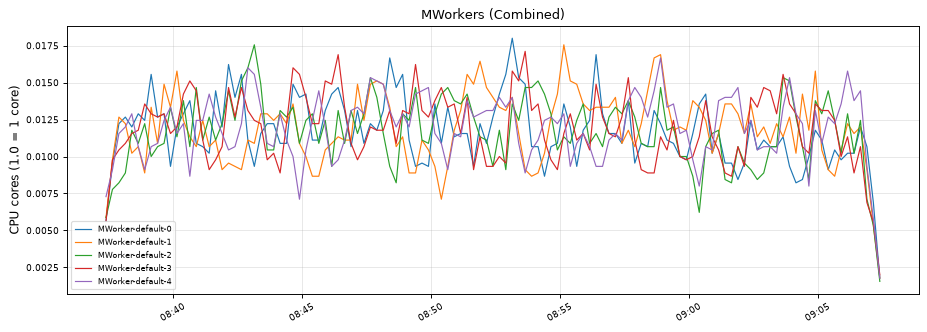 MWorkers (Combined)
CPU cores (1.0 = 1 core)
0.0175
0.0150
0.0125
0.0100
0.0075
0.0050
0.0025
MWorker-default-0
MWorker-default-1
MWorker-default-2
MWorker-default-3
MWorker-default-4
08:40
08:45
08:50
08:55
09:00
09:05